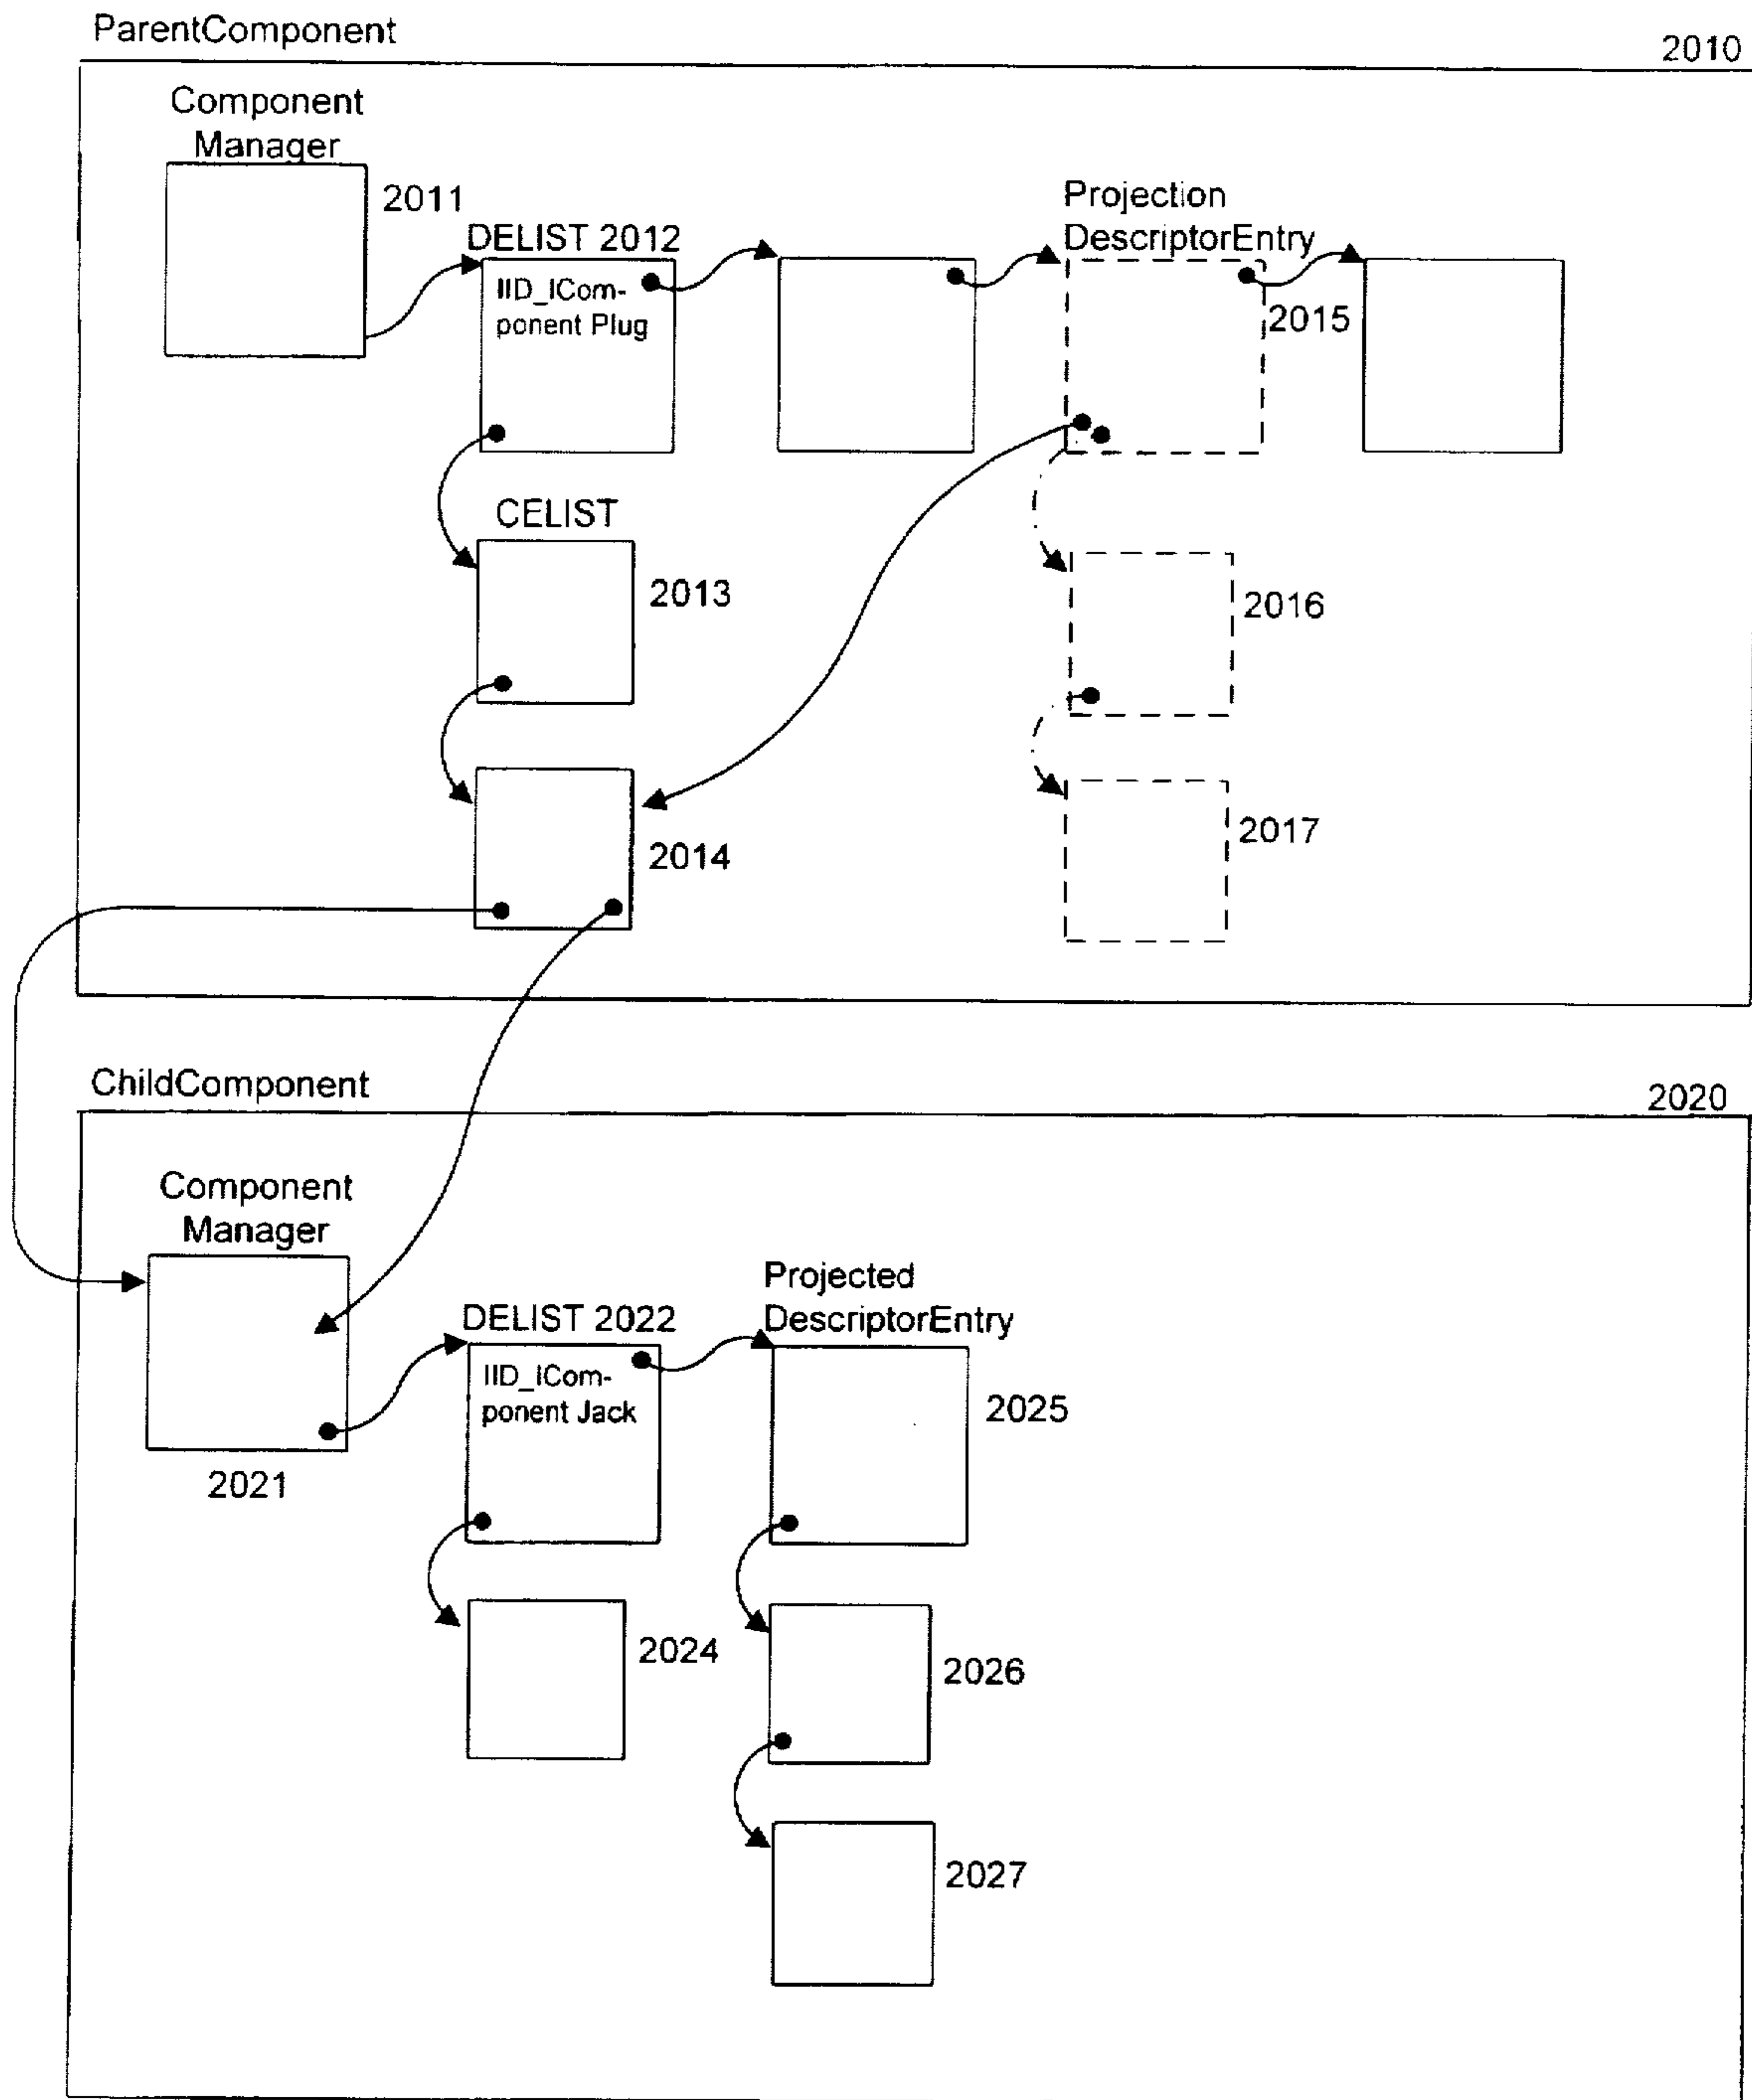 ParentComponent
2010
Component
Manager
2011
DELIST 2012
IID_ICom-
ponent Plug
Projection
DescriptorEntry
2015
CELIST
2013
2016
2014
2017
ChildComponent
2020
Component
Manager
2021
DELIST 2022
IID_ICom-
ponent Jack
Projected
DescriptorEntry
2025
2024
2026
2027